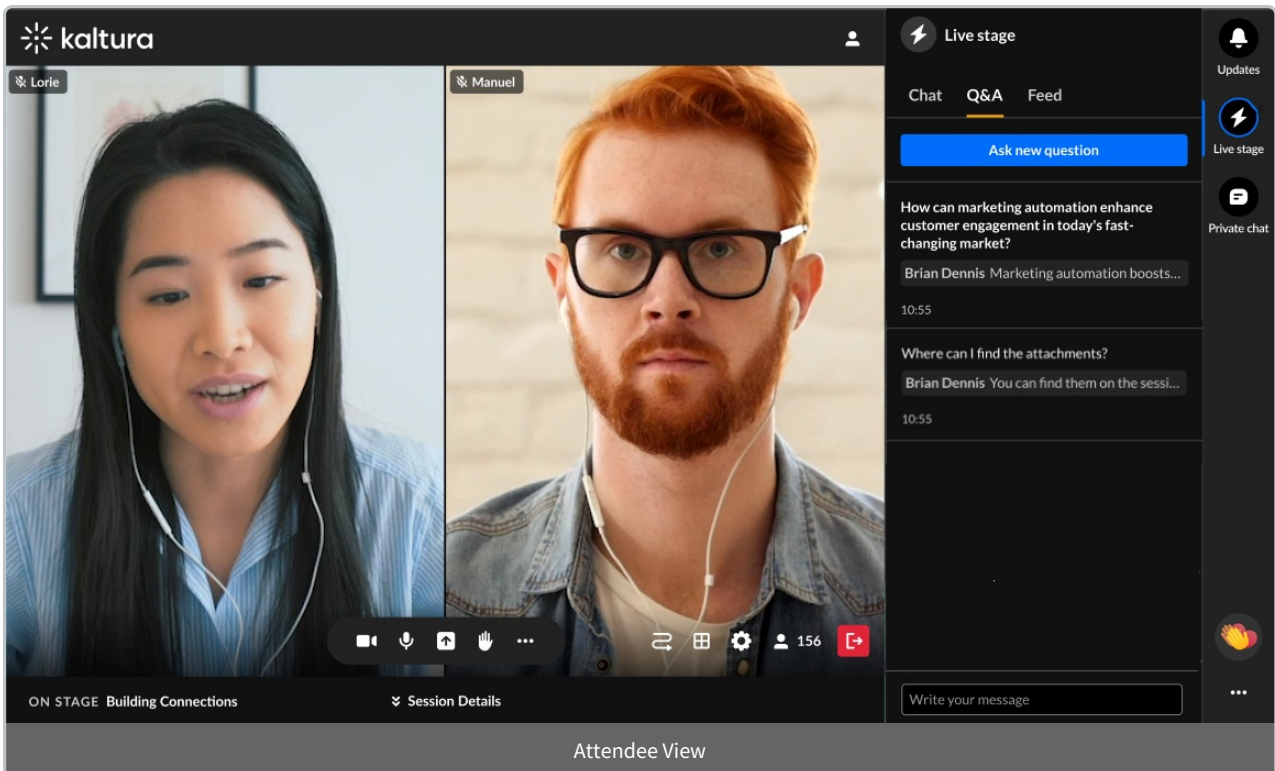 kaltura
Lorie
Manuel
156
ON STAGE Building Connections
Session Details
Live stage
Chat Q&A Feed
Ask new question
How can marketing automation enhance
customer engagement in today's fast-
changing market?
Brian Dennis Marketing automation boosts...
10:55
Where can I find the attachments?
Brian Dennis You can find them on the sessi...
10:55
Write your message
Updates
Live stage
Private chat
Attendee View